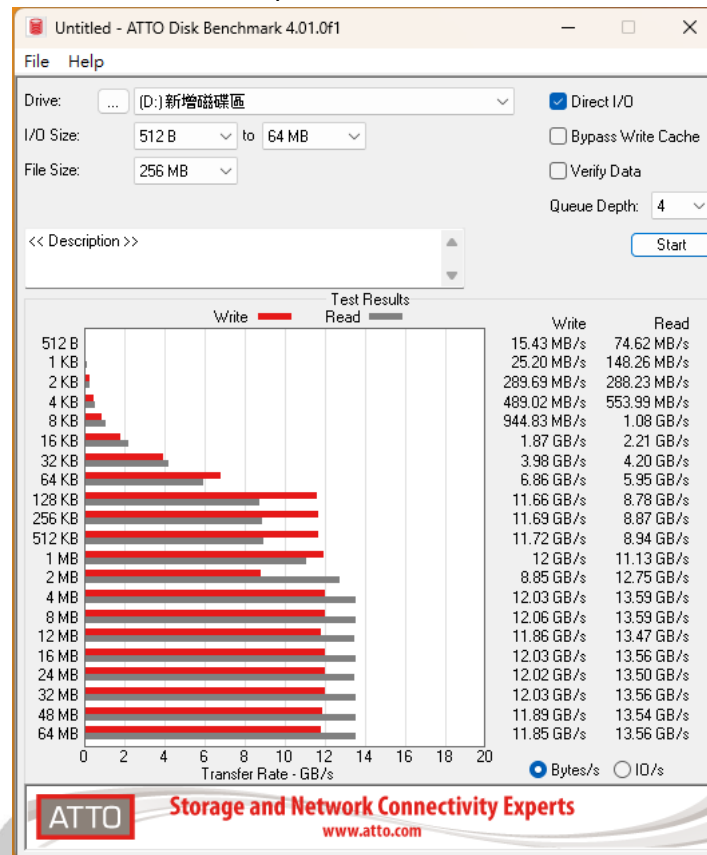 Untitled - ATTO Disk Benchmark 4.01.0f1
File Help
Drive: ... (D:)新增磁碟區 Direct I/O
I/O Size: 512 B to 64 MB Bypass Write Cache
File Size: 256 MB Verify Data
Queue Depth: 4
<< Description >> Start
Test Results
Write Read Write Read
512 B 15.43 MB/s 74.62 MB/s
1 KB 25.20 MB/s 148.26 MB/s
2 KB 289.69 MB/s 288.23 MB/s
4 KB 489.02 MB/s 553.99 MB/s
8 KB 944.83 MB/s 1.08 GB/s
16 KB 1.87 GB/s 2.21 GB/s
32 KB 3.98 GB/s 4.20 GB/s
64 KB 6.86 GB/s 5.95 GB/s
128 KB 11.66 GB/s 8.78 GB/s
256 KB 11.69 GB/s 8.87 GB/s
512 KB 11.72 GB/s 8.94 GB/s
1 MB 12 GB/s 11.13 GB/s
2 MB 8.85 GB/s 12.75 GB/s
4 MB 12.03 GB/s 13.59 GB/s
8 MB 12.06 GB/s 13.59 GB/s
12 MB 11.86 GB/s 13.47 GB/s
16 MB 12.03 GB/s 13.56 GB/s
24 MB 12.02 GB/s 13.50 GB/s
32 MB 12.03 GB/s 13.56 GB/s
48 MB 11.89 GB/s 13.54 GB/s
64 MB 11.85 GB/s 13.56 GB/s
0 2 4 6 8 10 12 14 16 18 20
Transfer Rate - GB/s Bytes/s IO/s
ATTO Storage and Network Connectivity Experts
www.atto.com